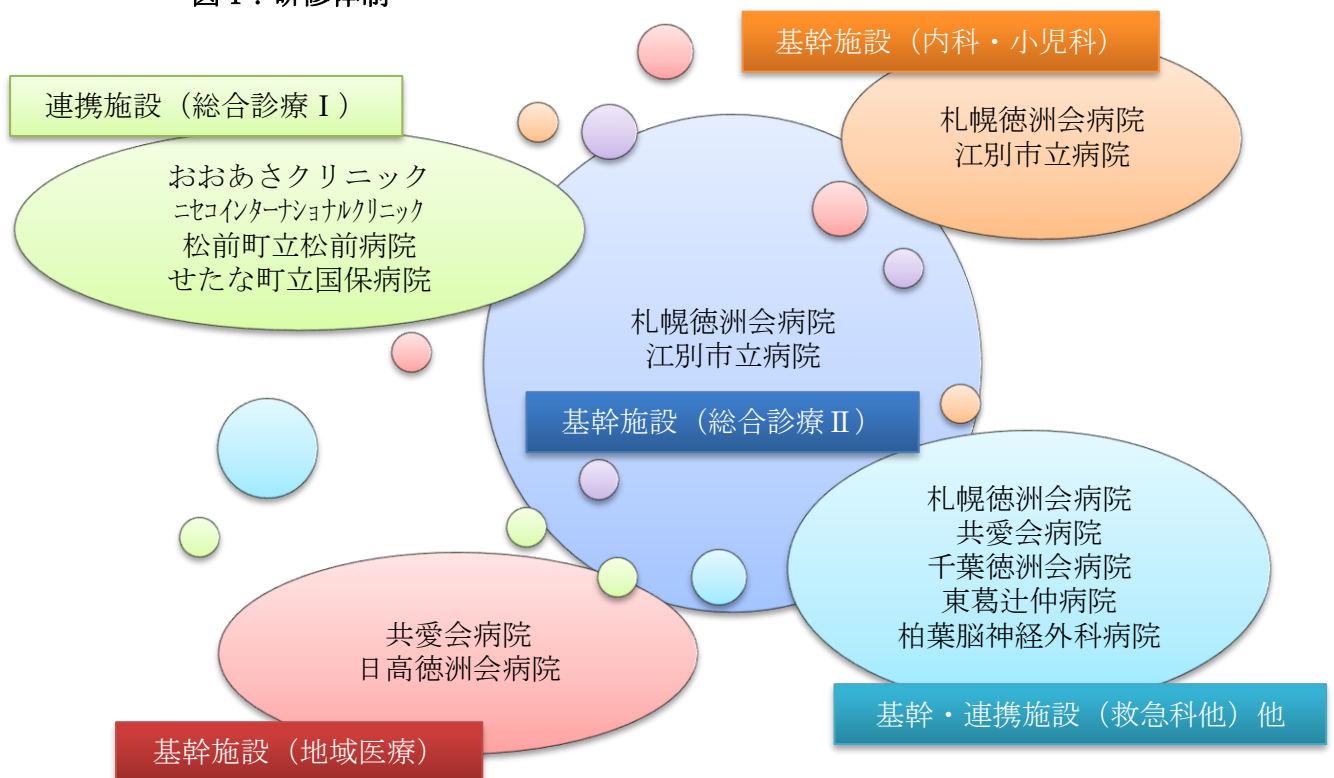 図1：研修体制
基幹施設（内科・小児科）
札幌徳洲会病院
江別市立病院
連携施設（総合診療Ⅰ）
おおあさクリニック
ﾆｾｺｲﾝﾀｰﾅｼｮﾅﾙｸﾘﾆｯｸ
松前町立松前病院
せたな町立国保病院
札幌徳洲会病院
江別市立病院
基幹施設（総合診療Ⅱ）
札幌徳洲会病院
共愛会病院
千葉徳洲会病院
東葛辻仲病院
柏葉脳神経外科病院
基幹・連携施設（救急科他）他
共愛会病院
日高徳洲会病院
基幹施設（地域医療）